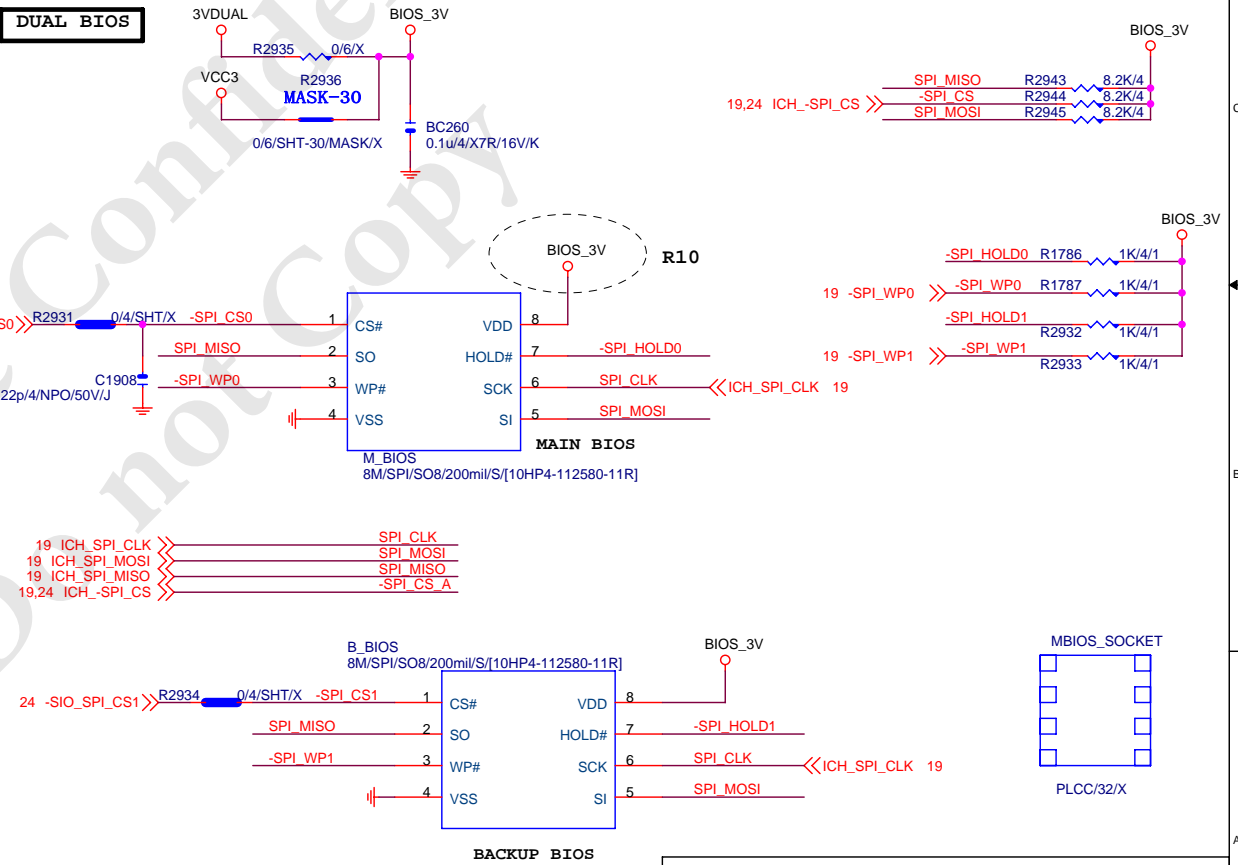 DUAL BIOS
3VDUAL
BIOS_3V
R2935
0/6/X
VCC3
R2936
MASK-30
0/6/SHT-30/MASK/X
BC260
0.1u/4/X7R/16V/K
BIOS_3V
SPI_MISO R2943 8.2K/4
19,24 ICH_-SPI_CS -SPI_CS R2944 8.2K/4
SPI_MOSI R2945 8.2K/4
C
BIOS_3V
R10
BIOS_3V
-SPI_HOLD0 R1786 1K/4/1
19 -SPI_WP0 -SPI_WP0 R1787 1K/4/1
-SPI_HOLD1 R2932 1K/4/1
19 -SPI_WP1 -SPI_WP1 R2933 1K/4/1
S0 R2931 0/4/SHT/X -SPI_CS0 1 CS# VDD 8
SPI_MISO 2 SO HOLD# 7 -SPI_HOLD0
C1908
22p/4/NPO/50V/J
-SPI_WP0 3 WP# SCK 6 SPI_CLK ICH_SPI_CLK 19
4 VSS SI 5 SPI_MOSI
MAIN BIOS
M_BIOS
8M/SPI/SO8/200mil/S/[10HP4-112580-11R]
B
19 ICH_SPI_CLK SPI_CLK
19 ICH_SPI_MOSI SPI_MOSI
19 ICH_SPI_MISO SPI_MISO
19,24 ICH_-SPI_CS -SPI_CS_A
B_BIOS
8M/SPI/SO8/200mil/S/[10HP4-112580-11R]
BIOS_3V
MBIOS_SOCKET
24 -SIO_SPI_CS1 R2934 0/4/SHT/X -SPI_CS1 1 CS# VDD 8
SPI_MISO 2 SO HOLD# 7 -SPI_HOLD1
-SPI_WP1 3 WP# SCK 6 SPI_CLK ICH_SPI_CLK 19
4 VSS SI 5 SPI_MOSI
PLCC/32/X
BACKUP BIOS
A
Do not Copy